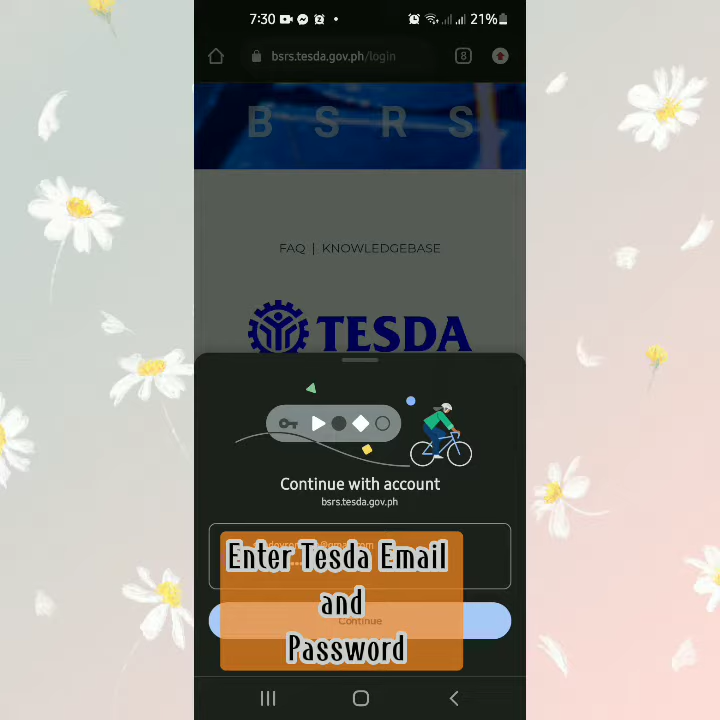 7:30
21%
bsrs.tesda.gov.ph/login
8
B S R S
FAQ | KNOWLEDGEBASE
TESDA
Continue with account
bsrs.tesda.gov.ph
Enter Tesda Email
and
Continue
Password